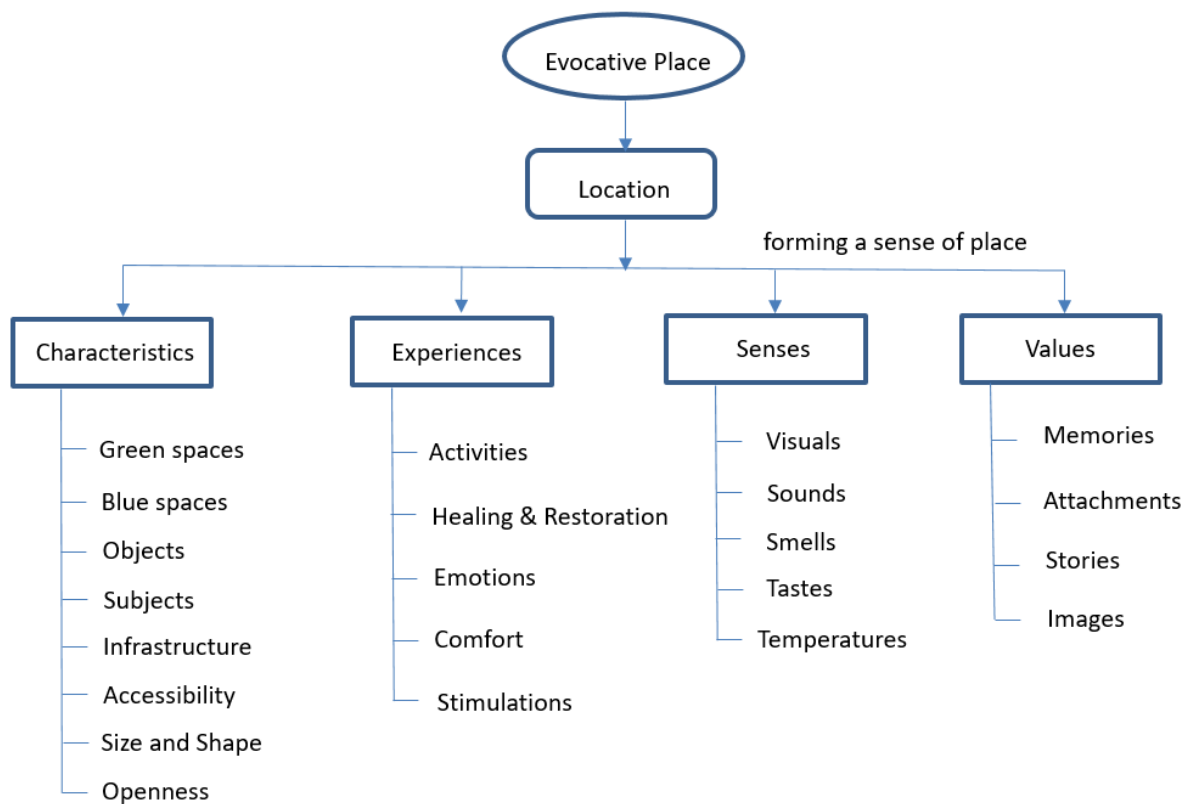 Evocative Place
Location
forming a sense of place
Characteristics
Green spaces
Blue spaces
Objects
Subjects
Infrastructure
Accessibility
Size and Shape
Openness
Experiences
Activities
Healing & Restoration
Emotions
Comfort
Stimulations
Senses
Visuals
Sounds
Smells
Tastes
Temperatures
Values
Memories
Attachments
Stories
Images